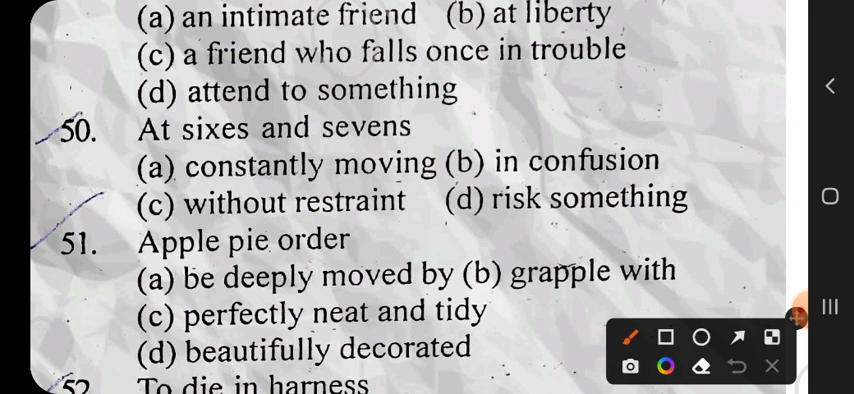 (a) an intimate friend (b) at liberty
(c) a friend who falls once in trouble
(d) attend to something
50. At sixes and sevens
(a) constantly moving (b) in confusion
(c) without restraint (d) risk something
51. Apple pie order
(a) be deeply moved by (b) grapple with
(c) perfectly neat and tidy
(d) beautifully decorated
52. To die in harness